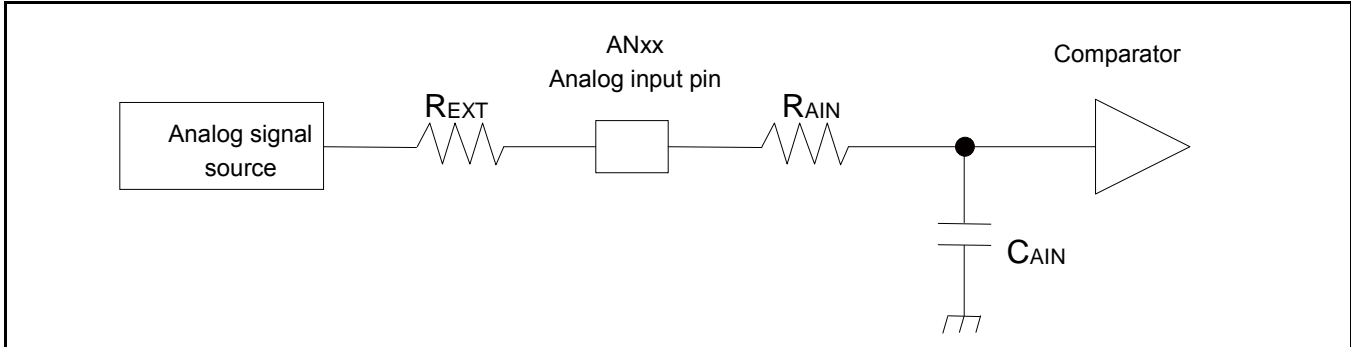 ANxx
Analog input pin
Comparator
REXT
RAIN
Analog signal
source
CAIN